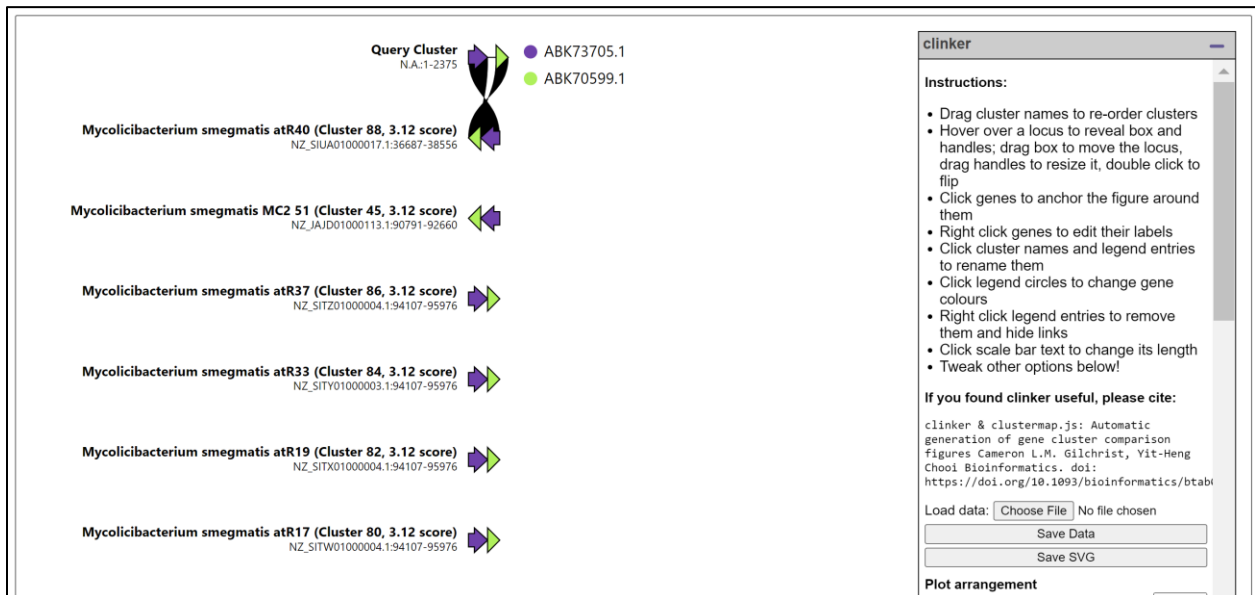 Query Cluster
N.A.:1-2375
ABK73705.1
ABK70599.1
Mycolicibacterium smegmatis atR40 (Cluster 88, 3.12 score)
NZ_SIUA01000017.1:36687-38556
Mycolicibacterium smegmatis MC2 51 (Cluster 45, 3.12 score)
NZ_JAJD01000113.1:90791-92660
Mycolicibacterium smegmatis atR37 (Cluster 86, 3.12 score)
NZ_SITZ01000004.1:94107-95976
Mycolicibacterium smegmatis atR33 (Cluster 84, 3.12 score)
NZ_SITY01000003.1:94107-95976
Mycolicibacterium smegmatis atR19 (Cluster 82, 3.12 score)
NZ_SITX01000004.1:94107-95976
Mycolicibacterium smegmatis atR17 (Cluster 80, 3.12 score)
NZ_SITW01000004.1:94107-95976
clinker
Instructions:
• Drag cluster names to re-order clusters
• Hover over a locus to reveal box and
handles; drag box to move the locus,
drag handles to resize it, double click to
flip
• Click genes to anchor the figure around
them
• Right click genes to edit their labels
• Click cluster names and legend entries
to rename them
• Click legend circles to change gene
colours
• Right click legend entries to remove
them and hide links
• Click scale bar text to change its length
• Tweak other options below!
If you found clinker useful, please cite:
clinker & clustermap.js: Automatic
generation of gene cluster comparison
figures Cameron L.M. Gilchrist, Yit-Heng
Chooi Bioinformatics. doi:
https://doi.org/10.1093/bioinformatics/btab
Load data: Choose File No file chosen
Save Data
Save SVG
Plot arrangement